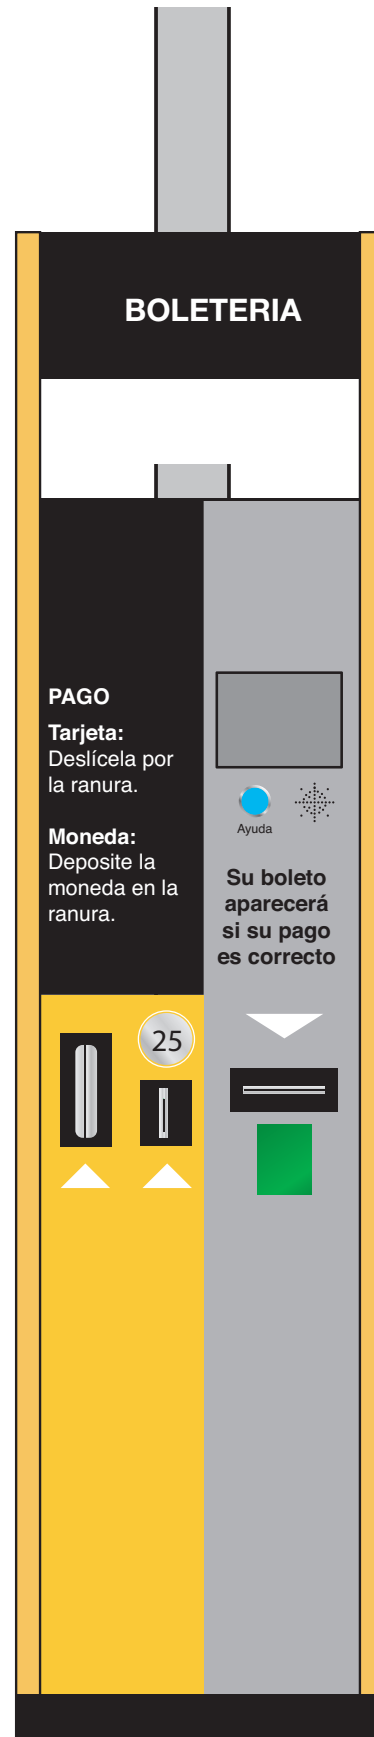 BOLETERIA
PAGO
Tarjeta:
Deslícela por
la ranura.
Moneda:
Deposite la
moneda en la
ranura.
25
Ayuda
Su boleto
aparecerá
si su pago
es correcto